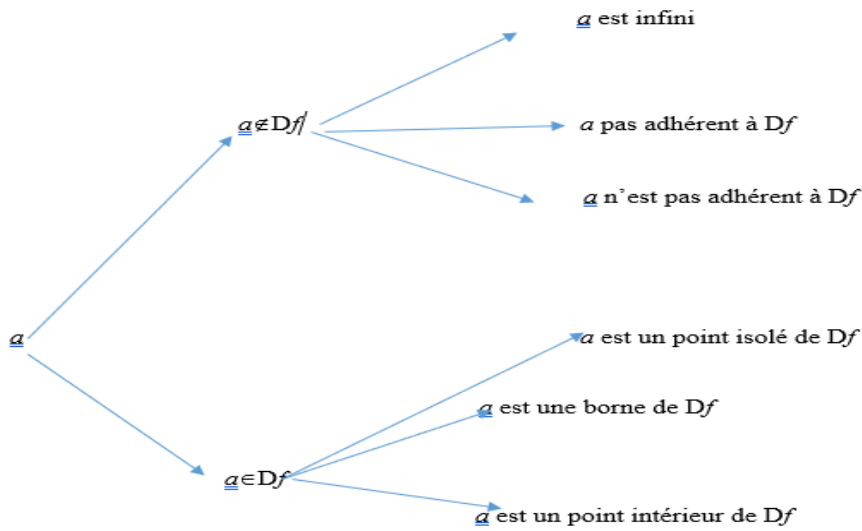 a est infini
a∉Df
a pas adhérent à Df
a n’est pas adhérent à Df
a
a est un point isolé de Df
a est une borne de Df
a∈Df
a est un point intérieur de Df